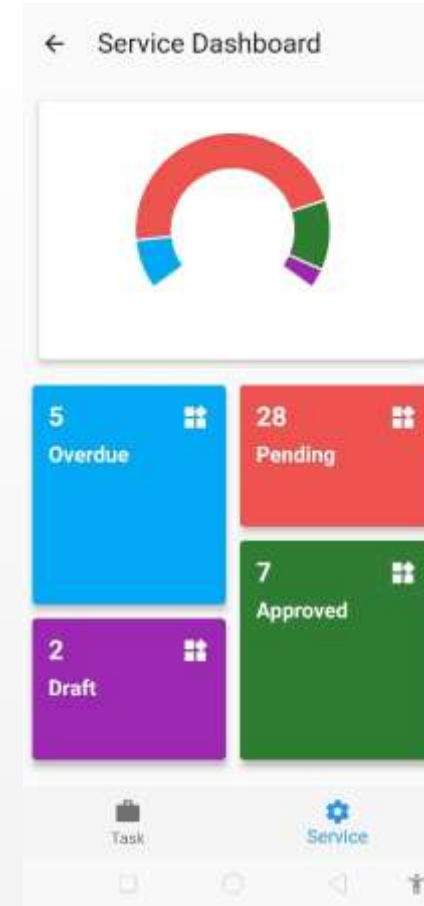 Service Dashboard
5
Overdue
28
Pending
7
Approved
2
Draft
Task
Service